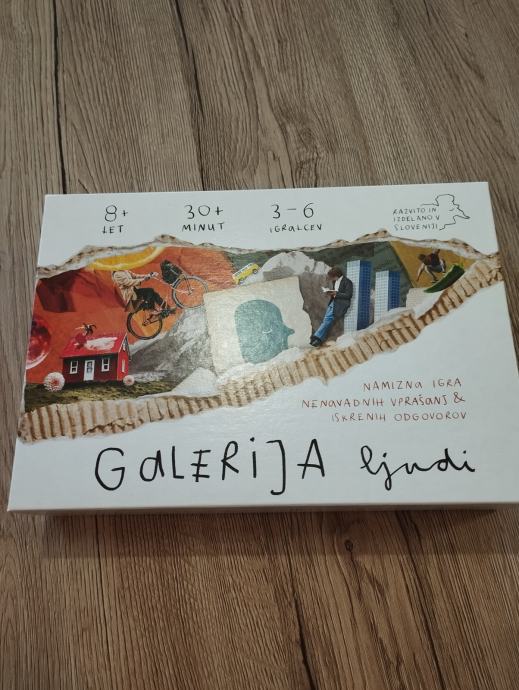 8+
LET
30+
MINUT
3-6
IGRALCEV
RAZVITO IN
IZDELANO V
SLOVENIJI
NAMIZNA IGRA
NENAVADNIH VPRAŠANJ &
ISKRENIH ODGOVOROV
GaLERiJA ljudi